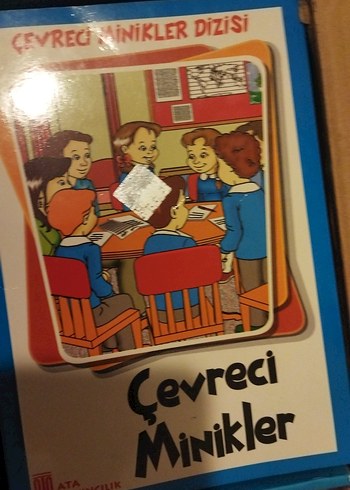 ÇEVRECİ MİNİKLER DİZİSİ
Çevreci
Minikler
ATA